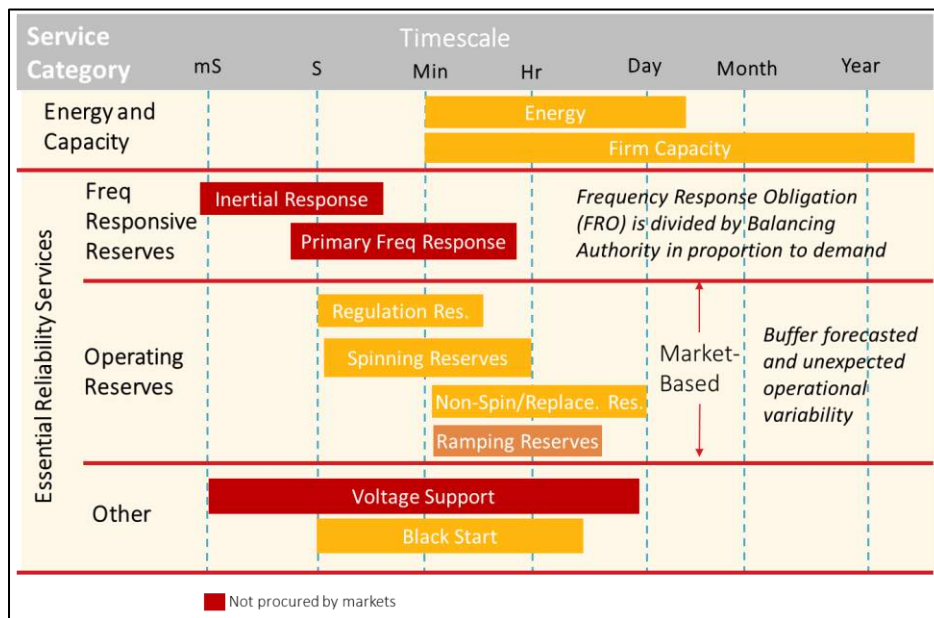 Service
Category
Timescale
mS
S
Min
Hr
Day
Month
Year
Energy and
Capacity
Energy
Firm Capacity
Essential Reliability Services
Freq
Responsive
Reserves
Inertial Response
Primary Freq Response
Frequency Response Obligation
(FRO) is divided by Balancing
Authority in proportion to demand
Operating
Reserves
Regulation Res.
Spinning Reserves
Non-Spin/Replace. Res.
Ramping Reserves
Market-
Based
Buffer forecasted
and unexpected
operational
variability
Other
Voltage Support
Black Start
Not procured by markets